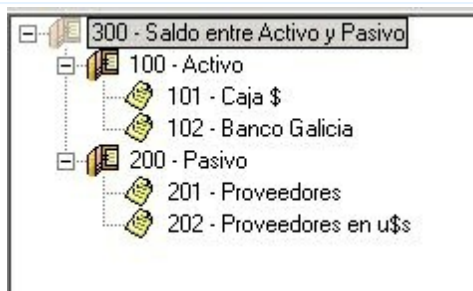 300 - Saldo entre Activo y Pasivo
100 - Activo
101 - Caja $
102 - Banco Galicia
200 - Pasivo
201 - Proveedores
202 - Proveedores en u$s